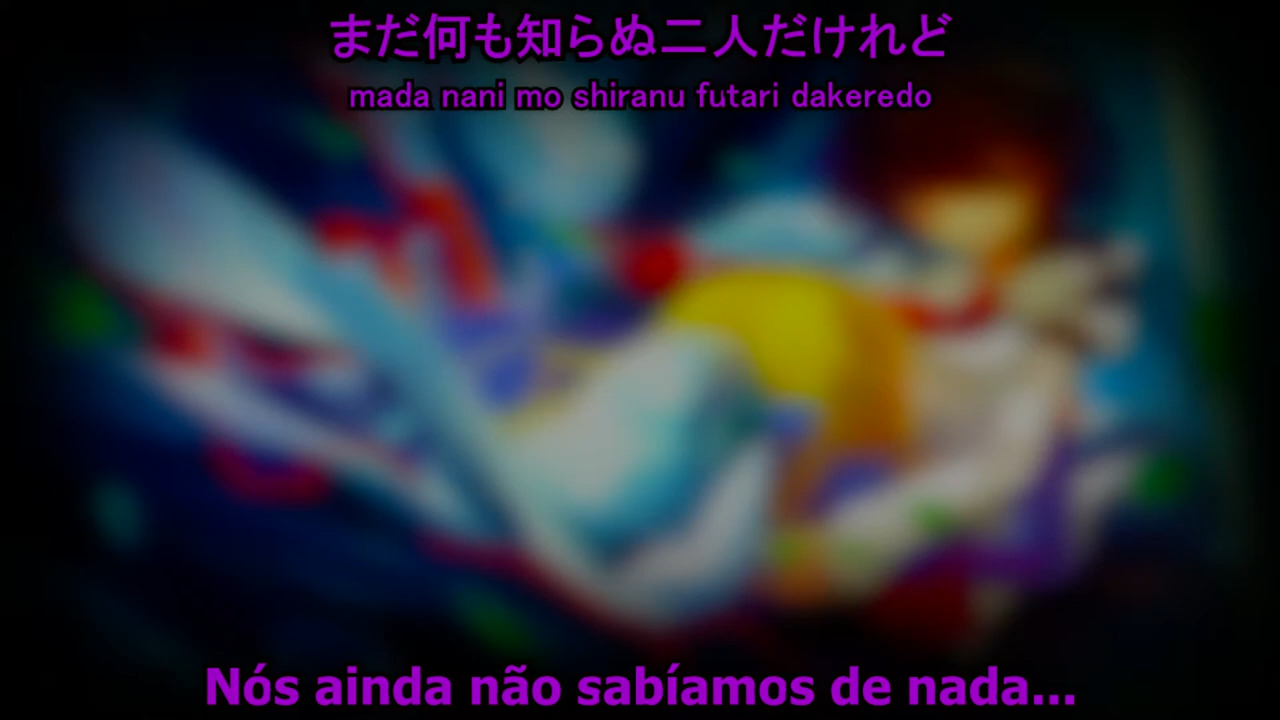 まだ何も知らぬ二人だけれど
mada nani mo shiranu futari dakeredo
Nós ainda não sabíamos de nada...